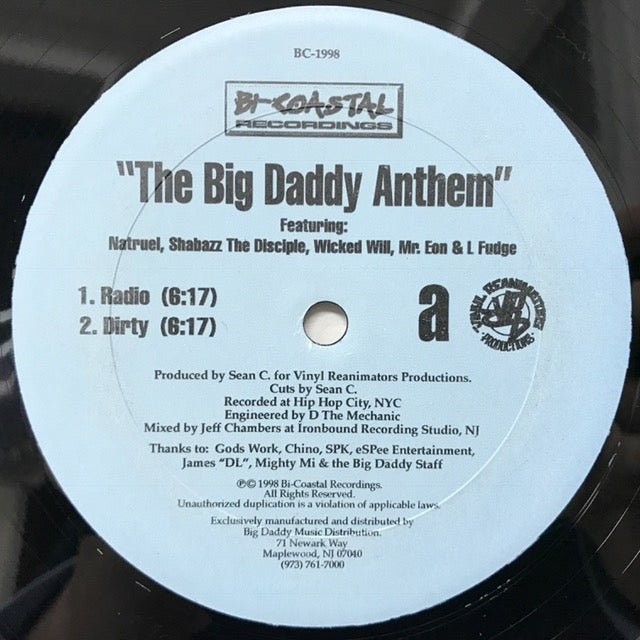 BC-1998
BI-COASTAL
RECORDINGS
"The Big Daddy Anthem"
Featuring:
Natruel, Shabazz The Disciple, Wicked Will, Mr. Eon & L Fudge
1. Radio (6:17)
2. Dirty (6:17)
a
VINYL REANIMATORS
VR
PRODUCTIONS
Produced by Sean C. for Vinyl Reanimators Productions.
Cuts by Sean C.
Recorded at Hip Hop City, NYC
Engineered by D The Mechanic
Mixed by Jeff Chambers at Ironbound Recording Studio, NJ
Thanks to: Gods Work, Chino, SPK, eSPee Entertainment,
James "DL", Mighty Mi & the Big Daddy Staff
℗© 1998 Bi-Coastal Recordings.
All Rights Reserved.
Unauthorized duplication is a violation of applicable laws.
Exclusively manufactured and distributed by
Big Daddy Music Distribution.
71 Newark Way
Maplewood, NJ 07040
(973) 761-7000